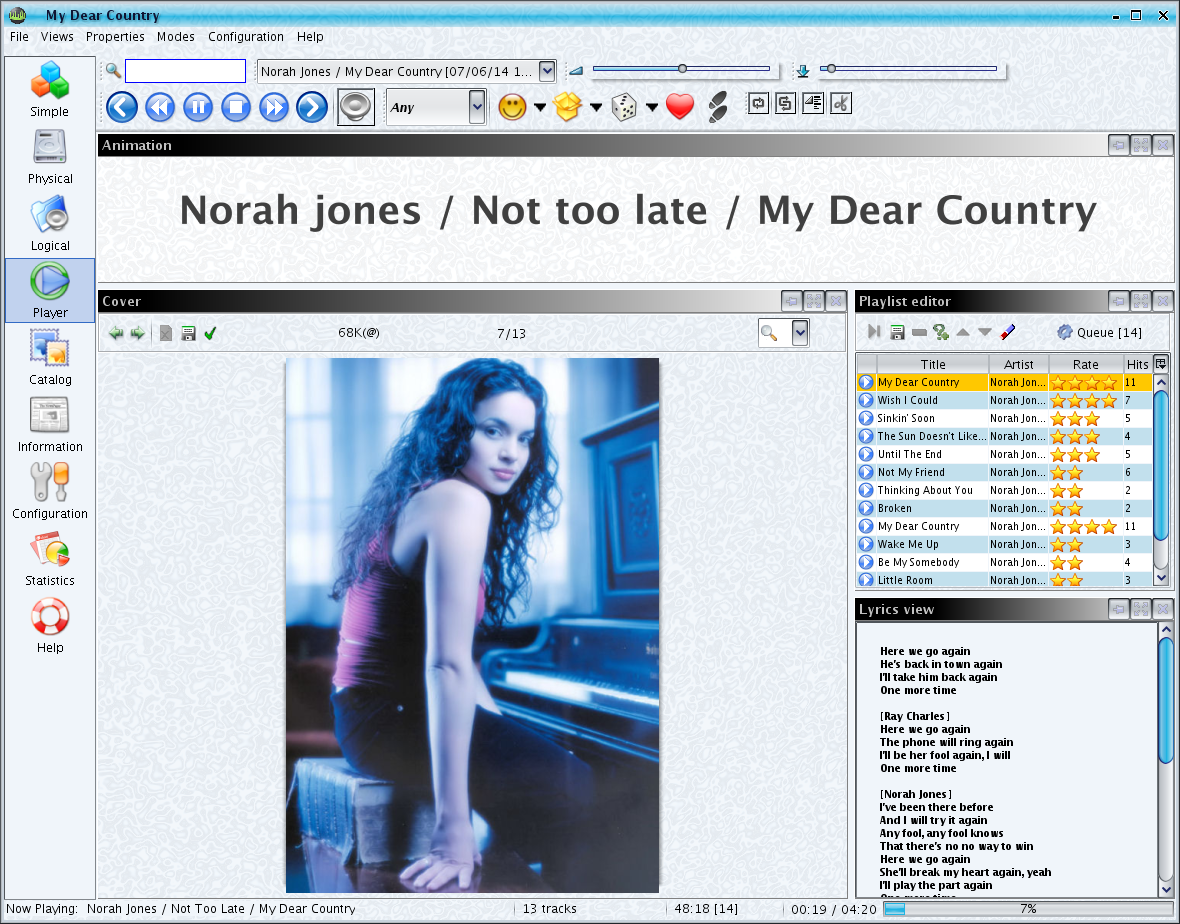 My Dear Country
File Views Properties Modes Configuration Help
Norah Jones / My Dear Country [07/06/14 1...
Any
Simple
Physical
Logical
Player
Catalog
Information
Configuration
Statistics
Help
Animation
Norah jones / Not too late / My Dear Country
Cover
68K(@) 7/13
Playlist editor
Queue [14]
Title Artist Rate Hits
My Dear Country Norah Jon... 11
Wish I Could Norah Jon... 7
Sinkin' Soon Norah Jon... 5
The Sun Doesn't Like... Norah Jon... 4
Until The End Norah Jon... 5
Not My Friend Norah Jon... 6
Thinking About You Norah Jon... 2
Broken Norah Jon... 2
My Dear Country Norah Jon... 11
Wake Me Up Norah Jon... 3
Be My Somebody Norah Jon... 4
Little Room Norah Jon... 3
Lyrics view
Here we go again
He's back in town again
I'll take him back again
One more time
[Ray Charles]
Here we go again
The phone will ring again
I'll be her fool again, I will
One more time
[Norah Jones]
I've been there before
And I will try it again
Any fool, any fool knows
That there's no no way to win
Here we go again
She'll break my heart again, yeah
I'll play the part again
Now Playing: Norah Jones / Not Too Late / My Dear Country 13 tracks 48:18 [14] 00:19 / 04:20 7%